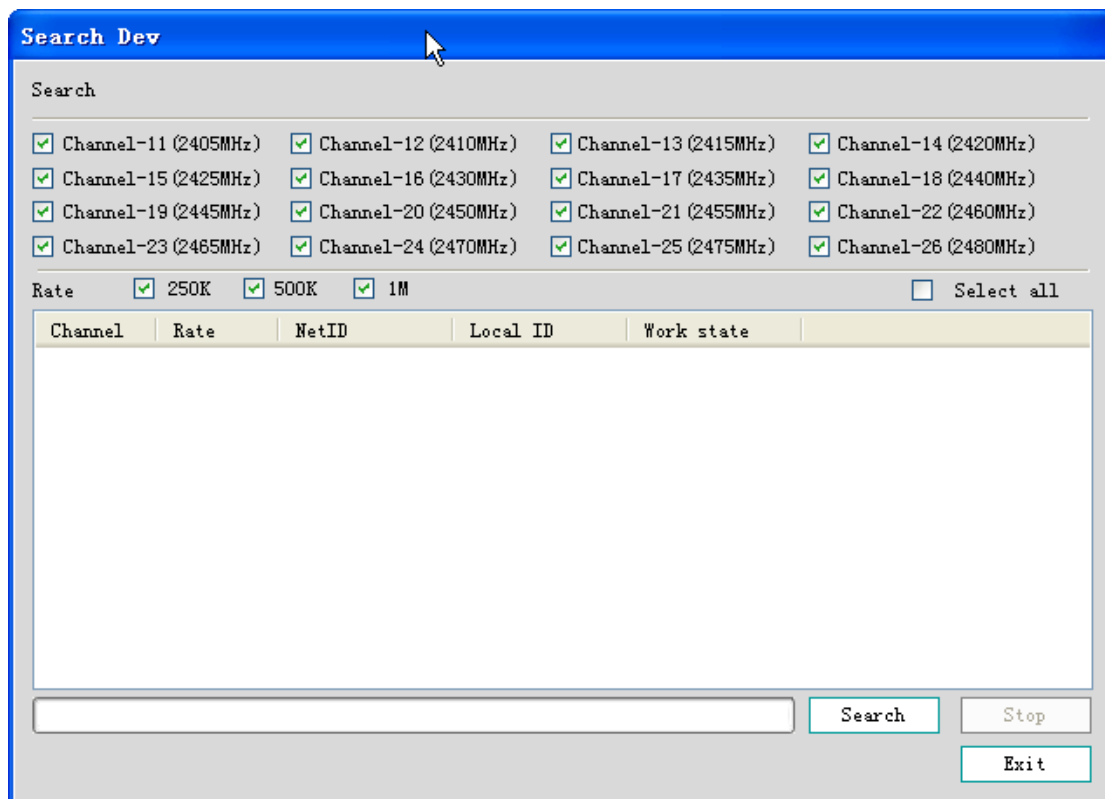 Search Dev
Search
Channel-11(2405MHz) Channel-12(2410MHz) Channel-13(2415MHz) Channel-14(2420MHz)
Channel-15(2425MHz) Channel-16(2430MHz) Channel-17(2435MHz) Channel-18(2440MHz)
Channel-19(2445MHz) Channel-20(2450MHz) Channel-21(2455MHz) Channel-22(2460MHz)
Channel-23(2465MHz) Channel-24(2470MHz) Channel-25(2475MHz) Channel-26(2480MHz)
Rate 250K 500K 1M Select all
Channel Rate NetID Local ID Work state
Search Stop
Exit